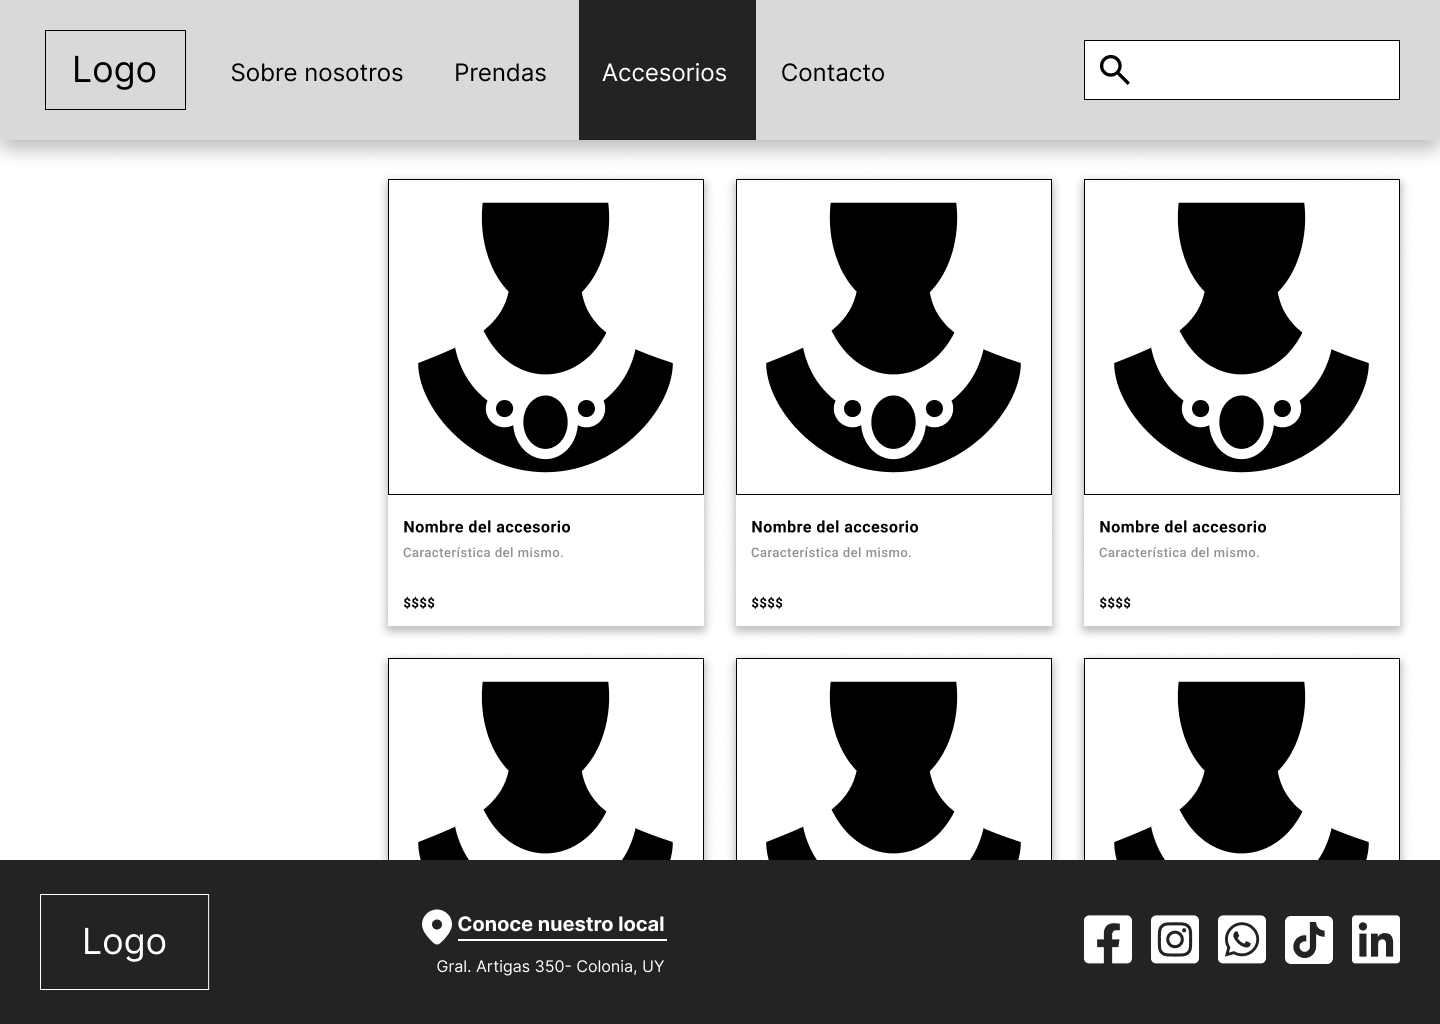 Logo
Sobre nosotros
Prendas
Accesorios
Contacto
Nombre del accesorio
Característica del mismo.
$$$$
Nombre del accesorio
Característica del mismo.
$$$$
Nombre del accesorio
Característica del mismo.
$$$$
Logo
Conoce nuestro local
Gral. Artigas 350- Colonia, UY